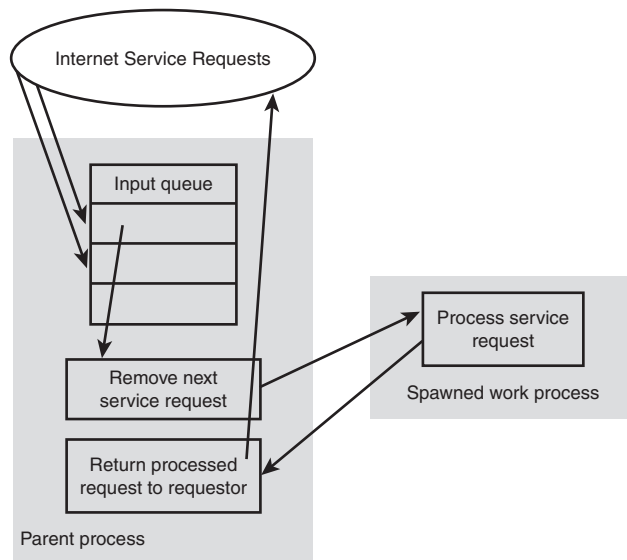 Internet Service Requests
Input queue
Remove next
service request
Process service
request
Spawned work process
Return processed
request to requestor
Parent process